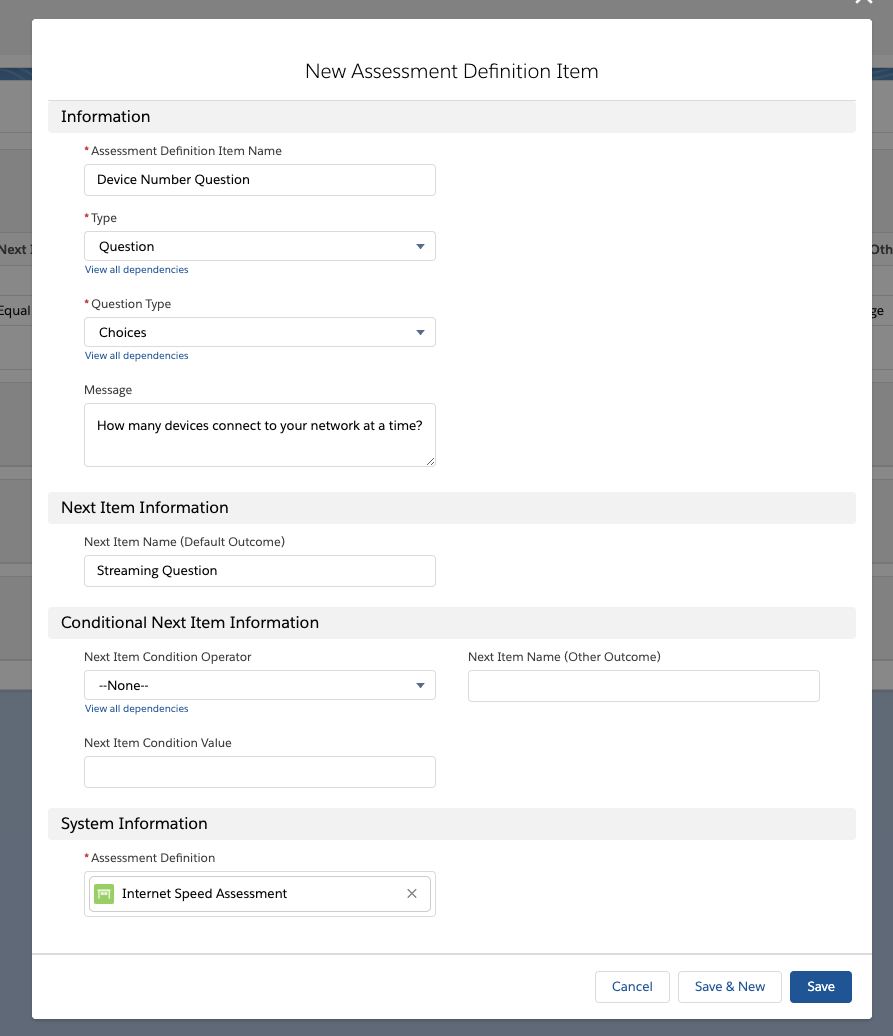 New Assessment Definition Item
Information
*Assessment Definition Item Name
Device Number Question
*Type
Question
View all dependencies
*Question Type
Choices
View all dependencies
Message
How many devices connect to your network at a time?
Next Item Information
Next Item Name (Default Outcome)
Streaming Question
Conditional Next Item Information
Next Item Condition Operator
Next Item Name (Other Outcome)
--None--
View all dependencies
Next Item Condition Value
System Information
*Assessment Definition
Internet Speed Assessment
Cancel
Save & New
Save
Next
Oth
Equal
ge